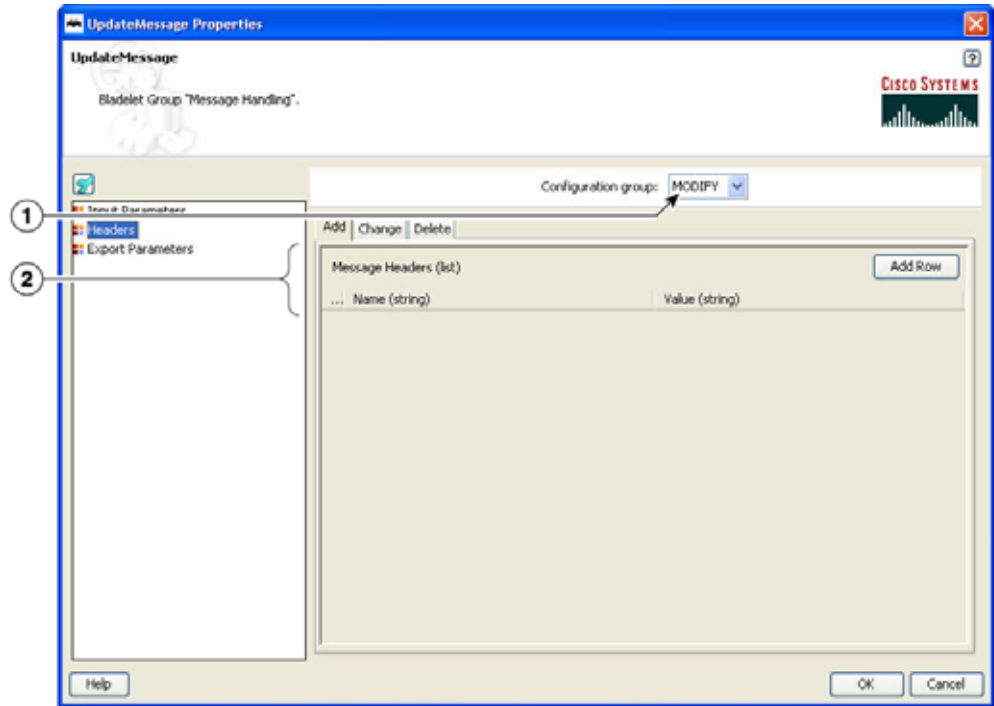 UpdateMessage Properties
UpdateMessage
?
Bladelet Group "Message Handling".
CISCO SYSTEMS
Configuration group: MODIFY
1
Input Parameters
Headers
Add Change Delete
Export Parameters
2
Message Headers (list) Add Row
... Name (string) Value (string)
Help OK Cancel